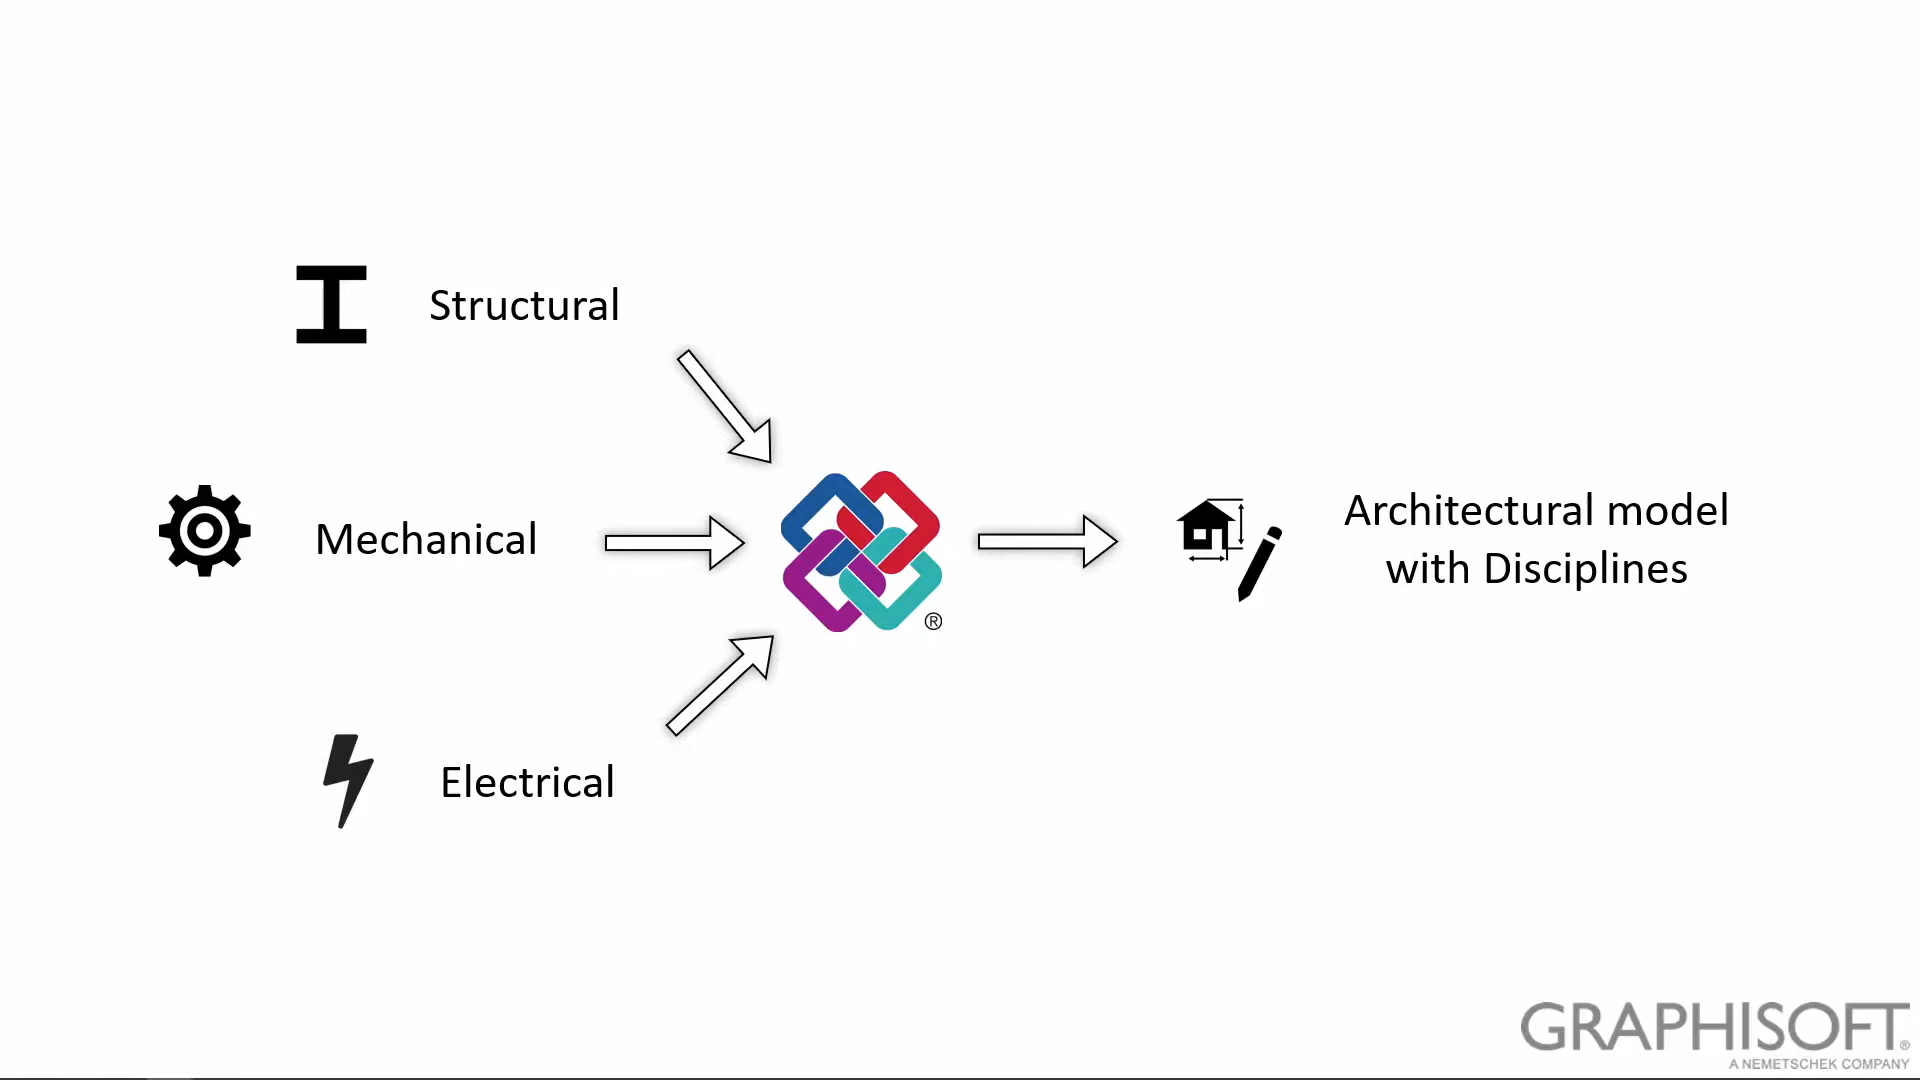 Structural
Mechanical
Architectural model
with Disciplines
®
Electrical
GRAPHISOFT®
A NEMETSCHEK COMPANY